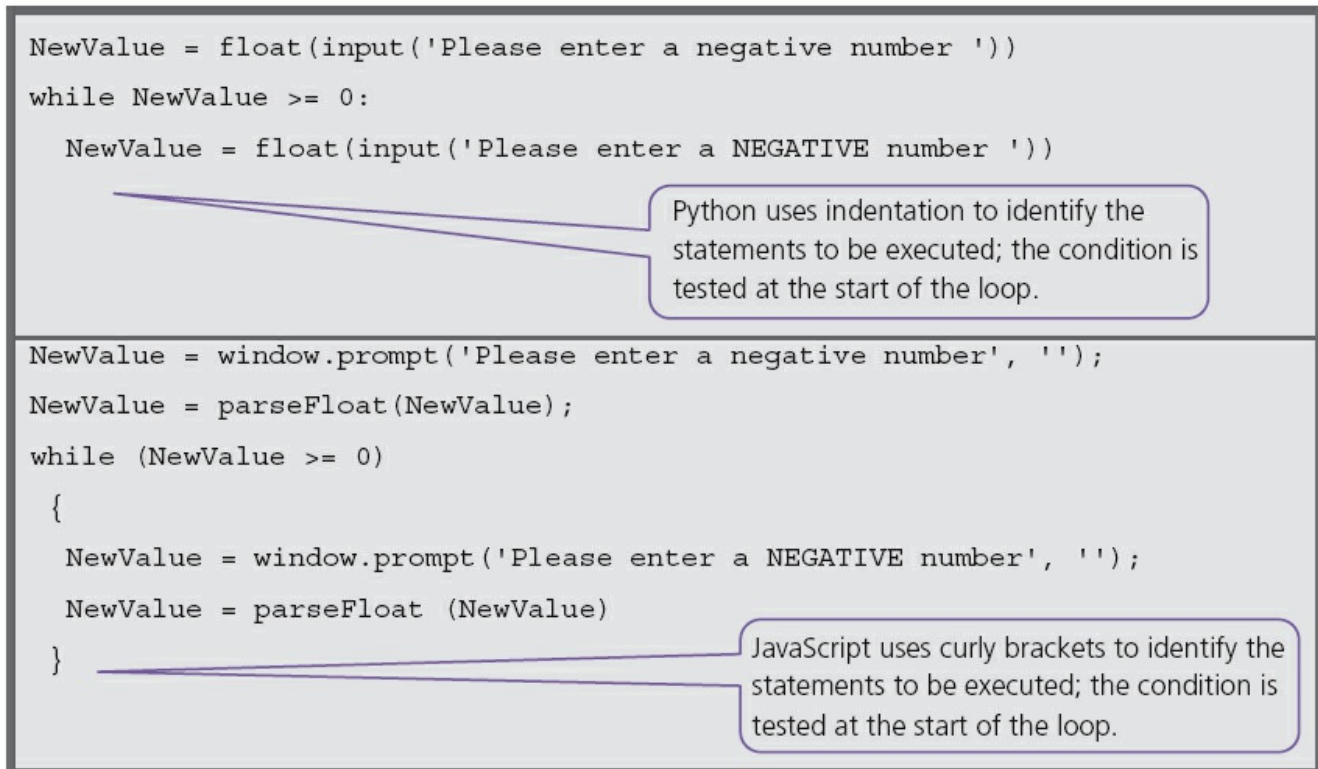 NewValue = float(input('Please enter a negative number '))
while NewValue >= 0:
  NewValue = float(input('Please enter a NEGATIVE number '))
Python uses indentation to identify the
statements to be executed; the condition is
tested at the start of the loop.
NewValue = window.prompt('Please enter a negative number', '');
NewValue = parseFloat(NewValue);
while (NewValue >= 0)
 {
  NewValue = window.prompt('Please enter a NEGATIVE number', '');
  NewValue = parseFloat (NewValue)
 }
JavaScript uses curly brackets to identify the
statements to be executed; the condition is
tested at the start of the loop.